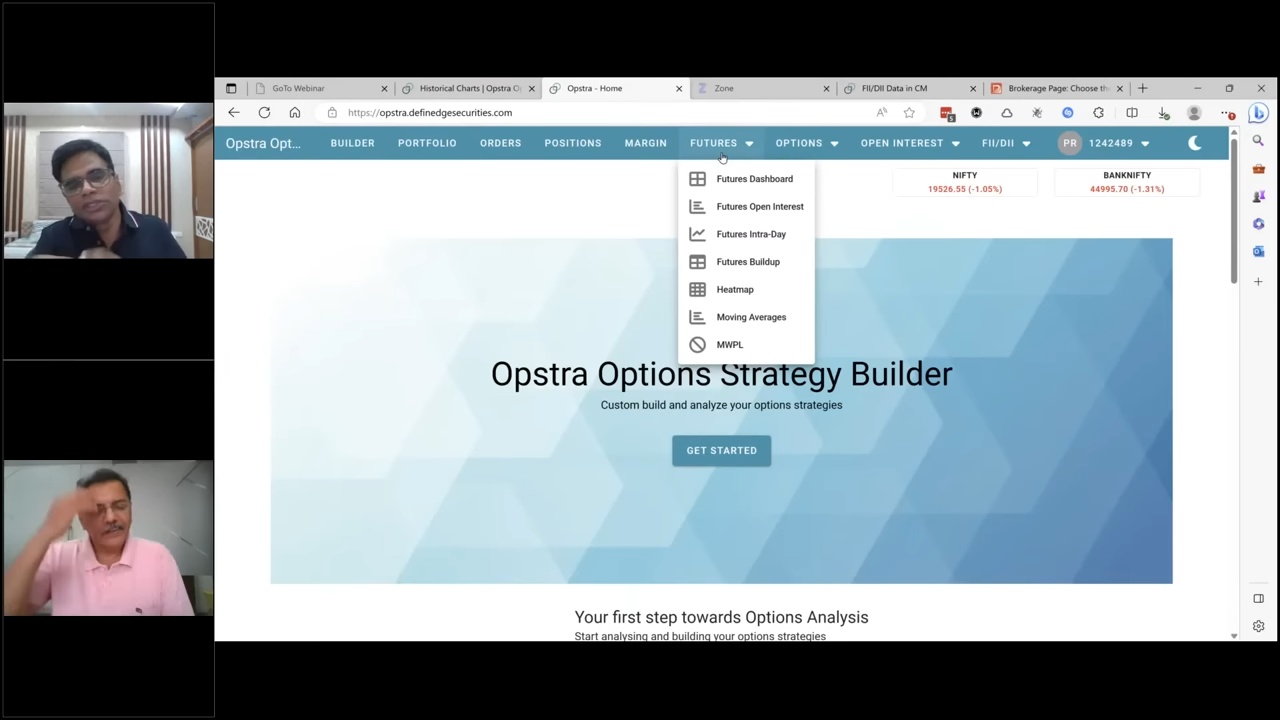 GoTo Webinar
Historical Charts | Opstra O
Opstra - Home
Zone
FII/DII Data in CM
Brokerage Page: Choose th
https://opstra.definedgesecurities.com
Opstra Opt...
BUILDER
PORTFOLIO
ORDERS
POSITIONS
MARGIN
FUTURES
OPTIONS
OPEN INTEREST
FII/DII
PR
1242489
Futures Dashboard
Futures Open Interest
Futures Intra-Day
Futures Buildup
Heatmap
Moving Averages
MWPL
NIFTY
19526.55 (-1.05%)
BANKNIFTY
44995.70 (-1.31%)
Opstra Options Strategy Builder
Custom build and analyze your options strategies
GET STARTED
Your first step towards Options Analysis
Start analysing and building your options strategies